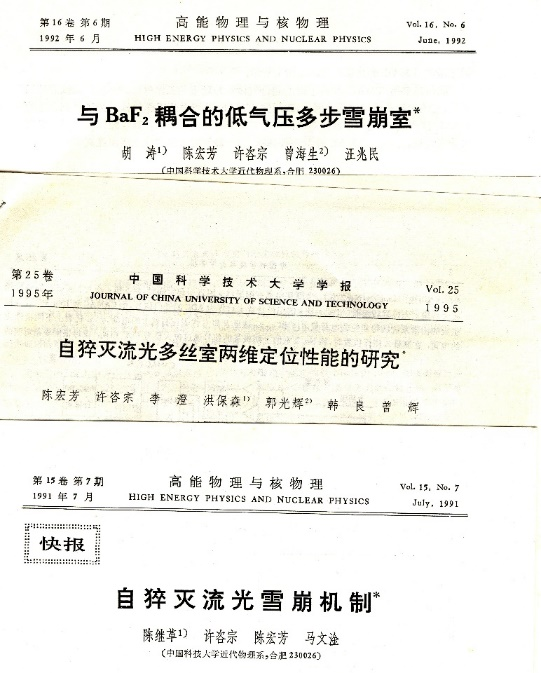 第16卷 第6期 高能物理与核物理 Vol. 16, No. 6
1992 年 6 月 HIGH ENERGY PHYSICS AND NUCLEAR PHYSICS June, 1992
与BaF₂耦合的低气压多步雪崩室*
胡 涛¹⁾ 陈宏芳 许咨宗 曾海生²⁾ 汪兆民
(中国科学技术大学近代物理系,合肥 230026)
第25卷 中国科学技术大学学报 Vol. 25
1995年 JOURNAL OF CHINA UNIVERSITY OF SCIENCE AND TECHNOLOGY 1995
自猝灭流光多丝室两维定位性能的研究*
陈宏芳 许咨宗 李 澄 洪保森¹⁾ 郭光辉²⁾ 韩 良 曾 辉
第15卷 第7期 高能物理与核物理 Vol. 15, No. 7
1991 年 7 月 HIGH ENERGY PHYSICS AND NUCLEAR PHYSICS July, 1991
快报
自猝灭流光雪崩机制*
陈继革¹⁾ 许咨宗 陈宏芳 马文淦
(中国科技大学近代物理系,合肥 230026)